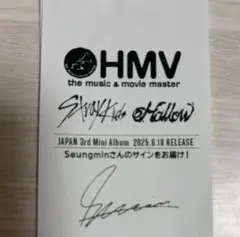 HMV
the music & movie master
Stray Kids Hollow
JAPAN 3rd Mini Album 2025.6.18 RELEASE
Seungminさんのサインをお届け!